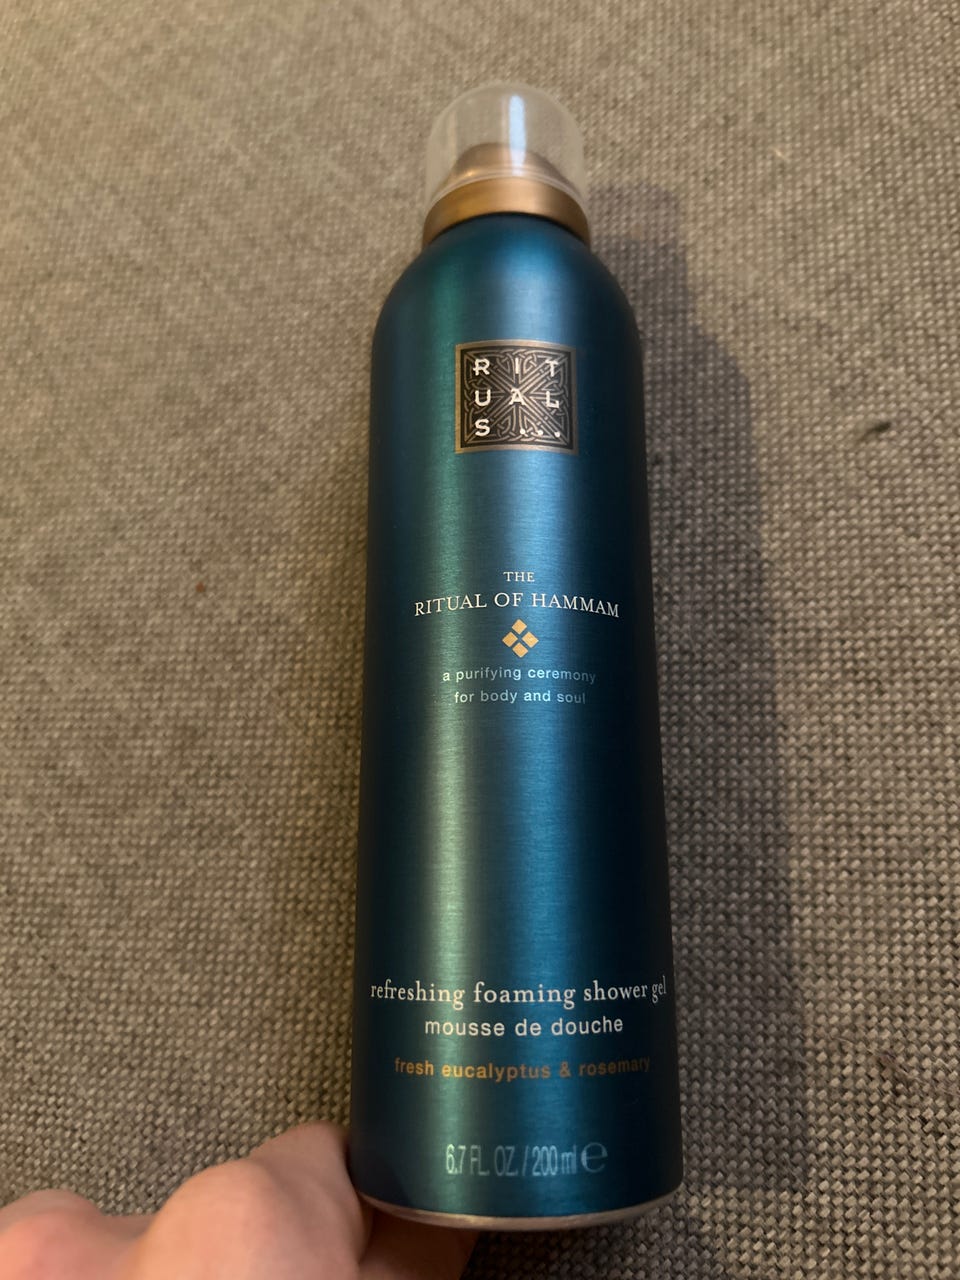 RIT
UAL
S...
THE
RITUAL OF HAMMAM
a purifying ceremony
for body and soul
refreshing foaming shower gel
mousse de douche
fresh eucalyptus & rosemary
6.7 FL. OZ. / 200 ml ℮